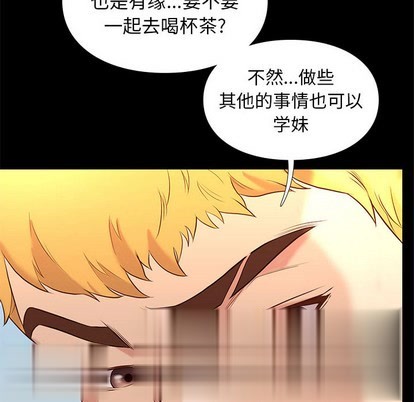 也是有缘...要不要
一起去喝杯茶?
不然...做些
其他的事情也可以
学妹